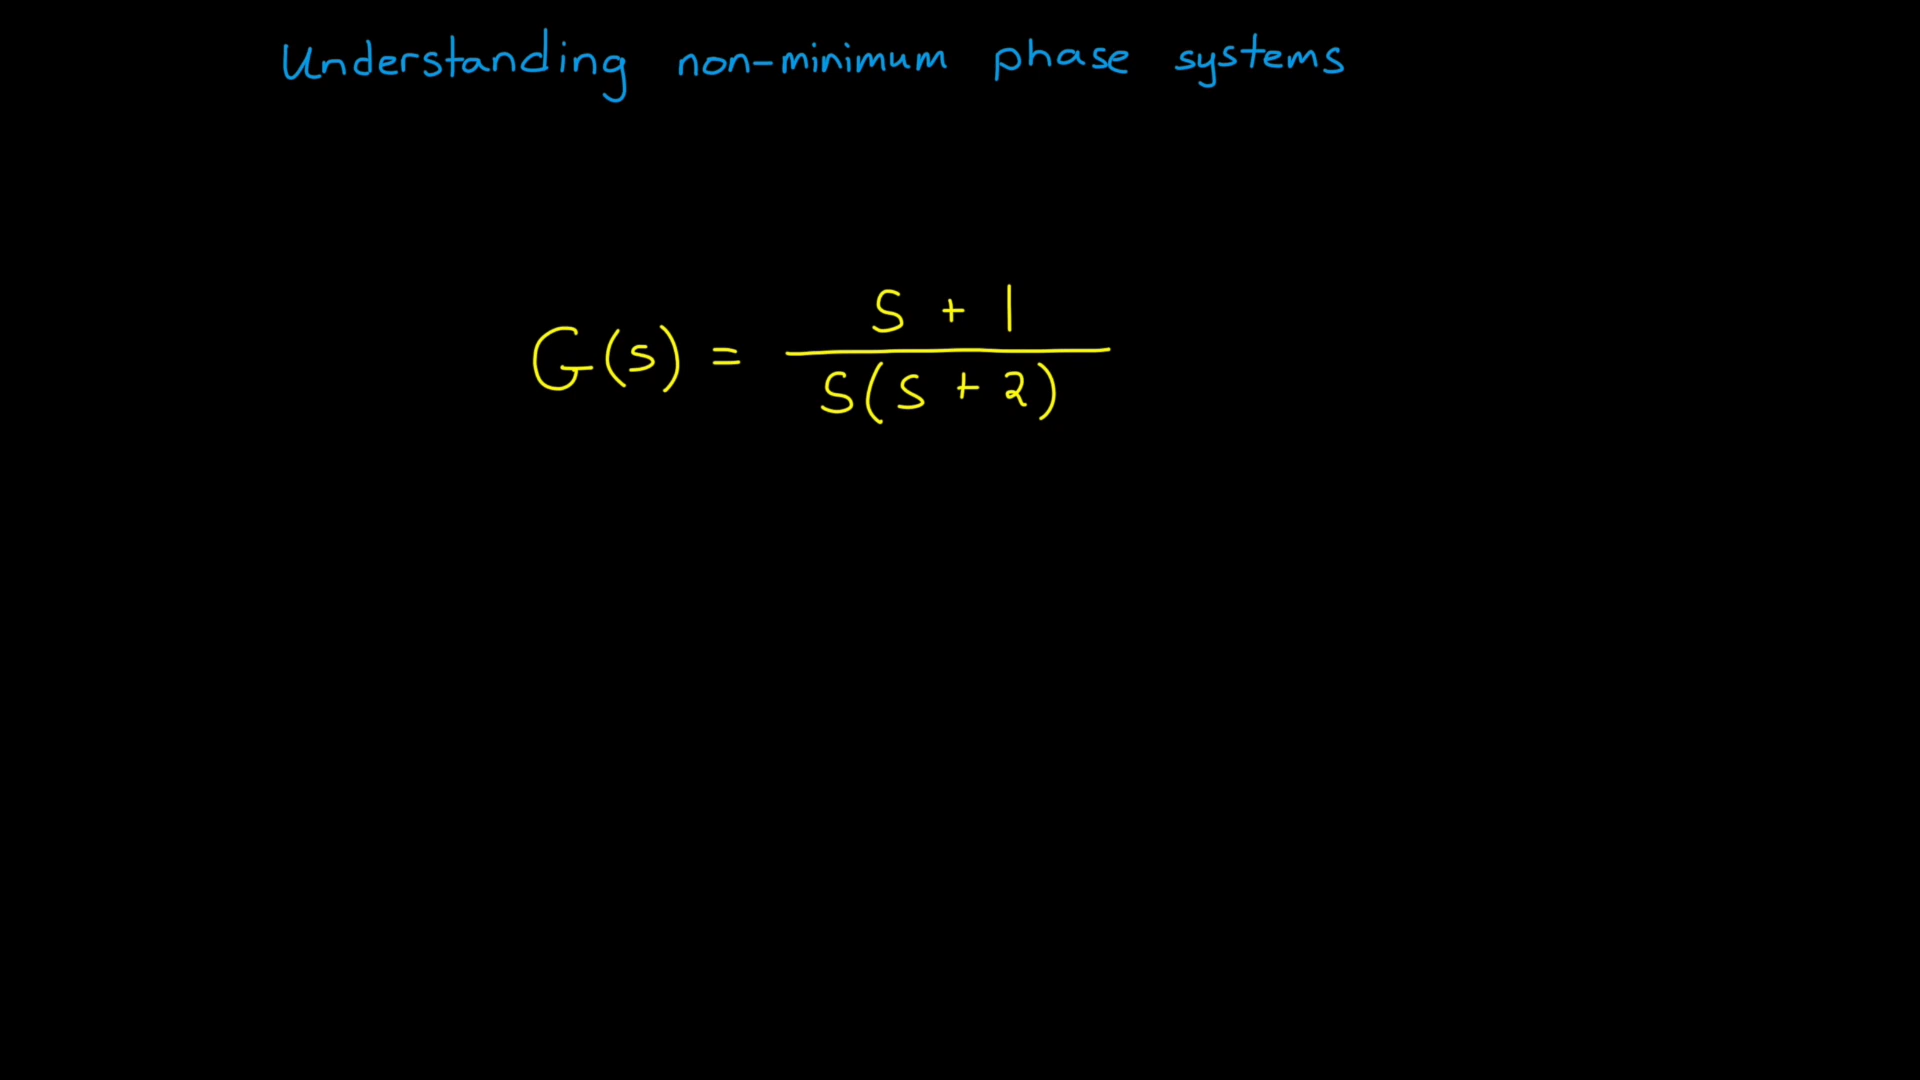 Understanding non-minimum phase systems
G(s) = s + 1 / s(s + 2)